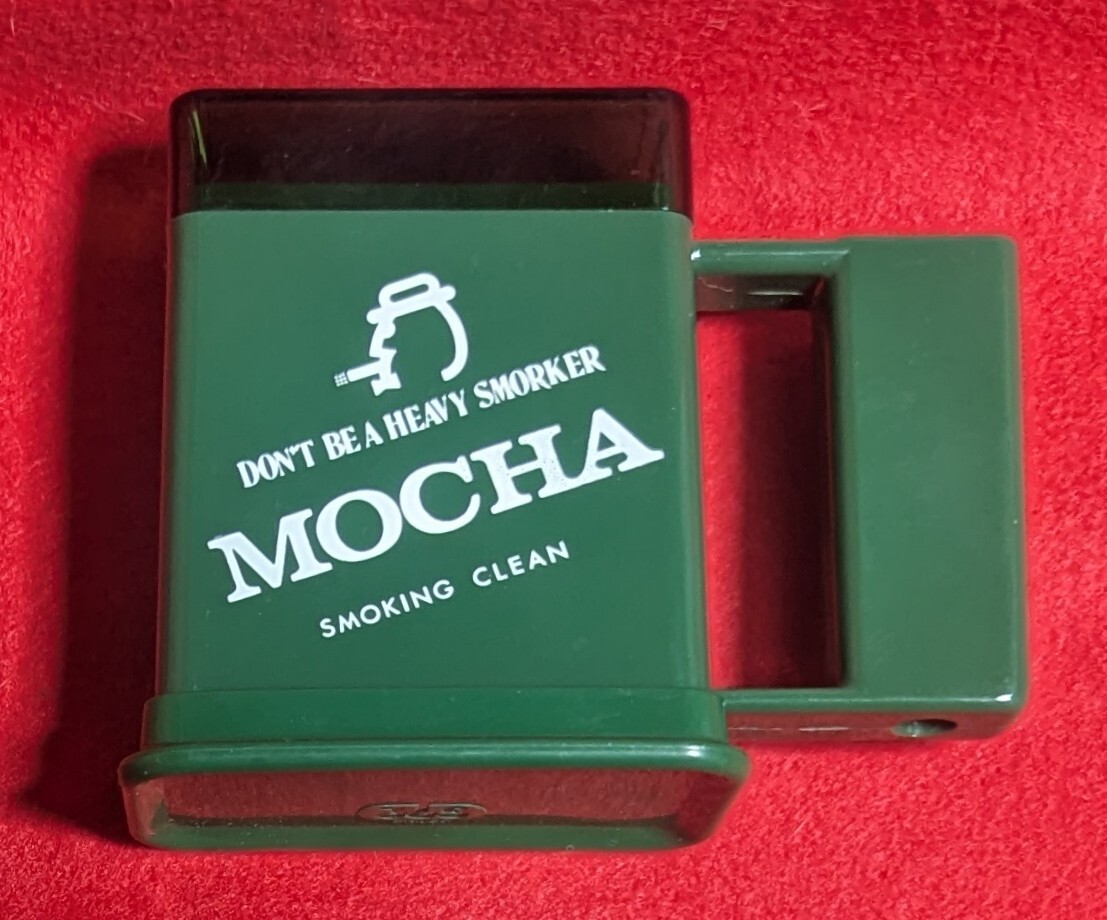 DON'T BE A HEAVY SMORKER
MOCHA
SMOKING CLEAN